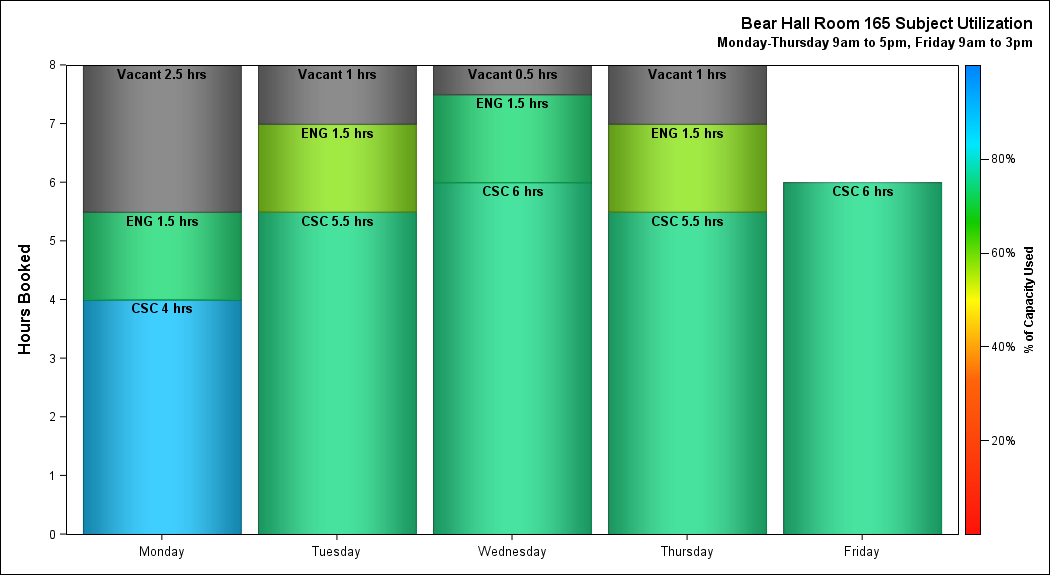 Bear Hall Room 165 Subject Utilization
Monday-Thursday 9am to 5pm, Friday 9am to 3pm
Hours Booked
8
7
6
5
4
3
2
1
0
Vacant 2.5 hrs
ENG 1.5 hrs
CSC 4 hrs
Vacant 1 hrs
ENG 1.5 hrs
CSC 5.5 hrs
Vacant 0.5 hrs
ENG 1.5 hrs
CSC 6 hrs
Vacant 1 hrs
ENG 1.5 hrs
CSC 5.5 hrs
CSC 6 hrs
Monday
Tuesday
Wednesday
Thursday
Friday
80%
60%
40%
20%
% of Capacity Used